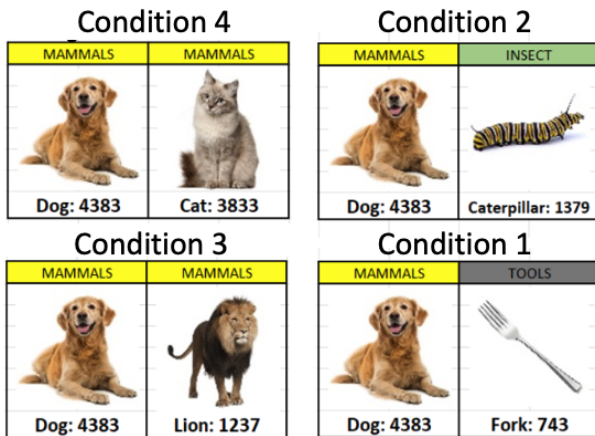 Condition 4
MAMMALS MAMMALS
Dog: 4383 Cat: 3833
Condition 2
MAMMALS INSECT
Dog: 4383 Caterpillar: 1379
Condition 3
MAMMALS MAMMALS
Dog: 4383 Lion: 1237
Condition 1
MAMMALS TOOLS
Dog: 4383 Fork: 743